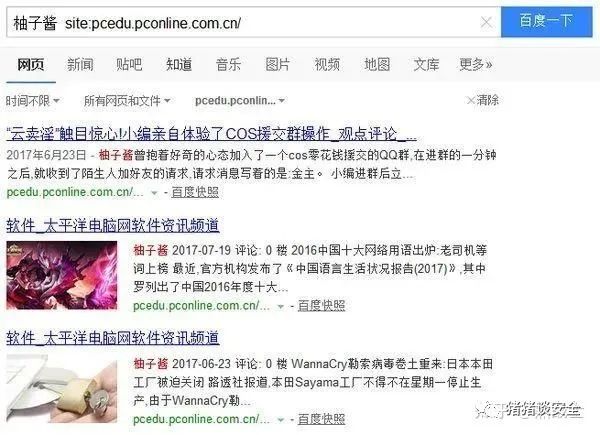 柚子酱 site:pcedu.pconline.com.cn/
百度一下
网页 新闻 贴吧 知道 音乐 图片 视频 地图 文库 更多»
时间不限 所有网页和文件 pcedu.pconlin... 清除
“云卖淫”触目惊心!小编亲自体验了COS援交群操作_观点评论_...
2017年6月23日 - 柚子酱曾抱着好奇的心态加入了一个cos零花钱援交的QQ群,在进群的一分钟
之后,就收到了陌生人加好友的请求,请求消息写着的是:金主。 小编进群后立...
pcedu.pconline.com.cn/... - 百度快照
软件_太平洋电脑网软件资讯频道
柚子酱 2017-07-19 评论: 0 楼 2016中国十大网络用语出炉:老司机等
词上榜 最近,官方机构发布了《中国语言生活状况报告(2017)》,其中
罗列出了中国2016年度十大...
pcedu.pconline.com.cn/ - 百度快照
软件_太平洋电脑网软件资讯频道
柚子酱 2017-06-23 评论: 0 楼 WannaCry勒索病毒卷土重来:日本本田
工厂被迫关闭 路透社报道,本田Sayama工厂不得不在星期一停止生
产,由于WannaCry勒...
pcedu.pconline.com.cn/... - 百度快照
猪猪谈安全